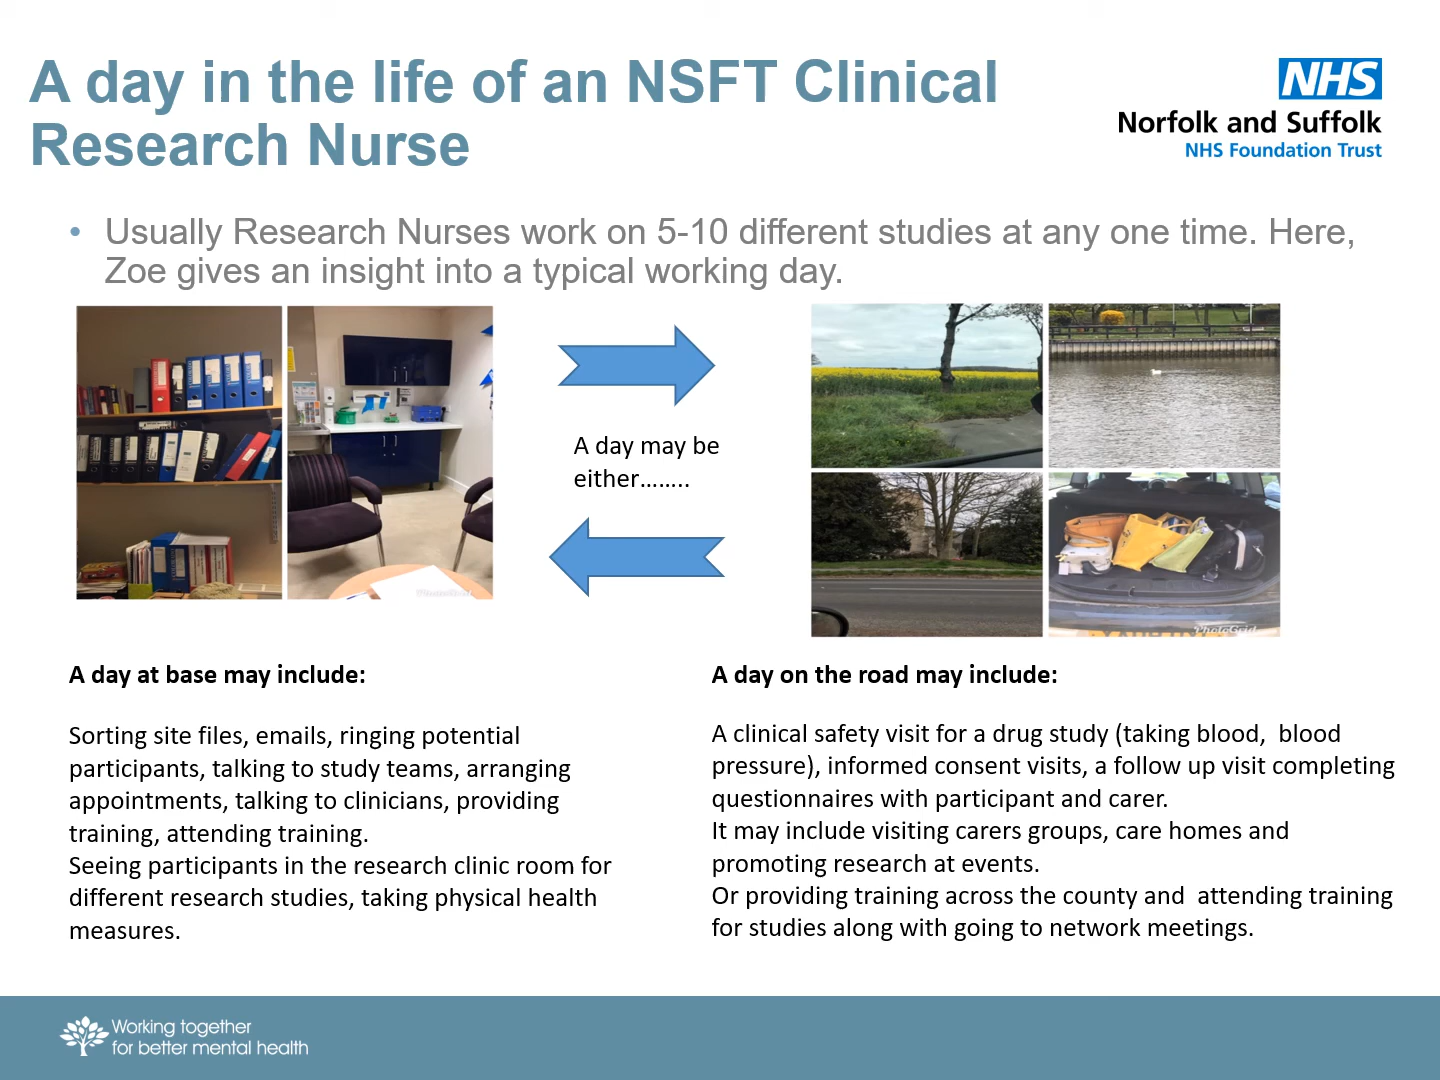 A day in the life of an NSFT Clinical
Research Nurse
NHS
Norfolk and Suffolk
NHS Foundation Trust
• Usually Research Nurses work on 5-10 different studies at any one time. Here,
Zoe gives an insight into a typical working day.
A day may be
either……..
PhotoGrid
A day at base may include:
Sorting site files, emails, ringing potential
participants, talking to study teams, arranging
appointments, talking to clinicians, providing
training, attending training.
Seeing participants in the research clinic room for
different research studies, taking physical health
measures.
A day on the road may include:
A clinical safety visit for a drug study (taking blood,  blood
pressure), informed consent visits, a follow up visit completing
questionnaires with participant and carer.
It may include visiting carers groups, care homes and
promoting research at events.
Or providing training across the county and  attending training
for studies along with going to network meetings.
Working together
for better mental health